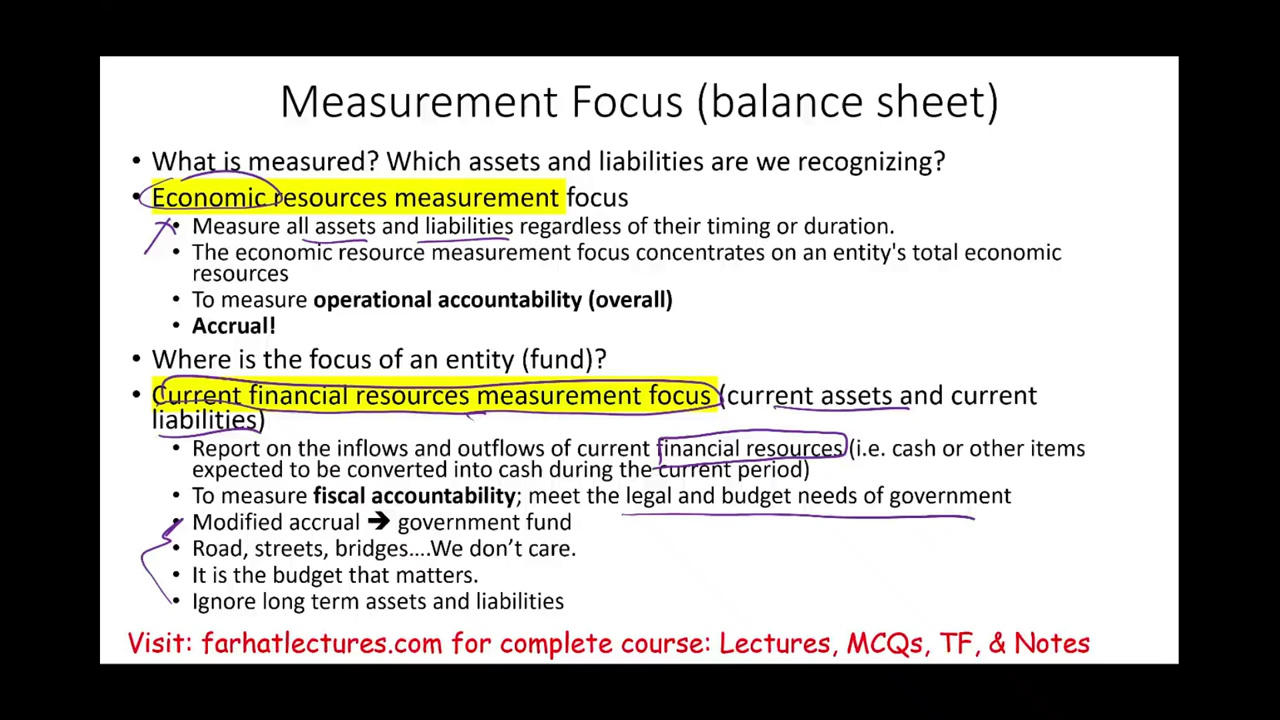 Measurement Focus (balance sheet)
• What is measured? Which assets and liabilities are we recognizing?
• Economic resources measurement focus
• Measure all assets and liabilities regardless of their timing or duration.
• The economic resource measurement focus concentrates on an entity's total economic
resources
• To measure operational accountability (overall)
• Accrual!
• Where is the focus of an entity (fund)?
• Current financial resources measurement focus (current assets and current
liabilities)
• Report on the inflows and outflows of current financial resources (i.e. cash or other items
expected to be converted into cash during the current period)
• To measure fiscal accountability; meet the legal and budget needs of government
• Modified accrual ➔ government fund
• Road, streets, bridges....We don't care.
• It is the budget that matters.
• Ignore long term assets and liabilities
Visit: farhatlectures.com for complete course: Lectures, MCQs, TF, & Notes